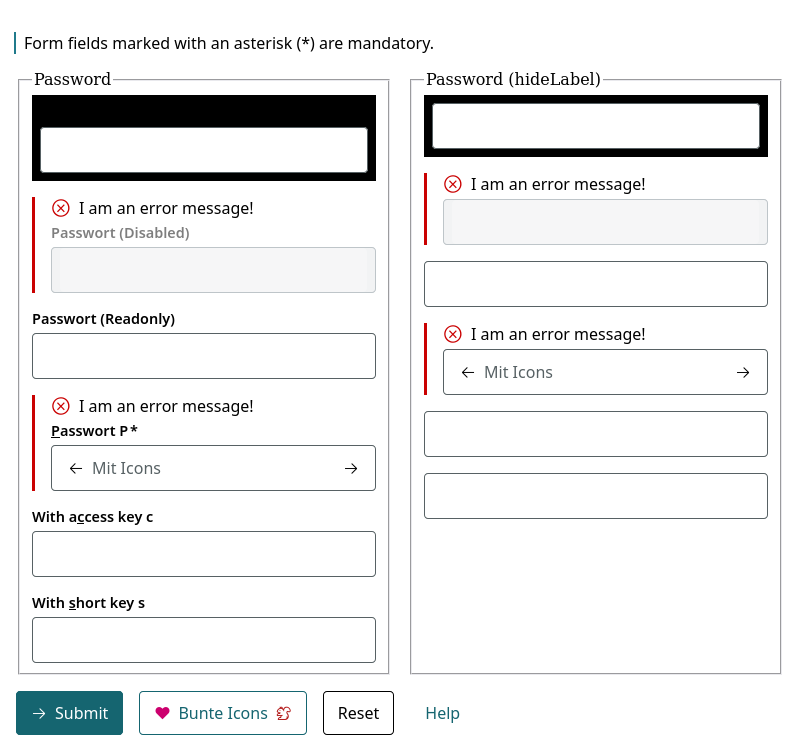 Form fields marked with an asterisk (*) are mandatory.
Password
I am an error message!
Passwort (Disabled)
Passwort (Readonly)
I am an error message!
Passwort P*
Mit Icons
With access key c
With short key s
Password (hideLabel)
I am an error message!
I am an error message!
Mit Icons
Submit
Bunte Icons
Reset
Help